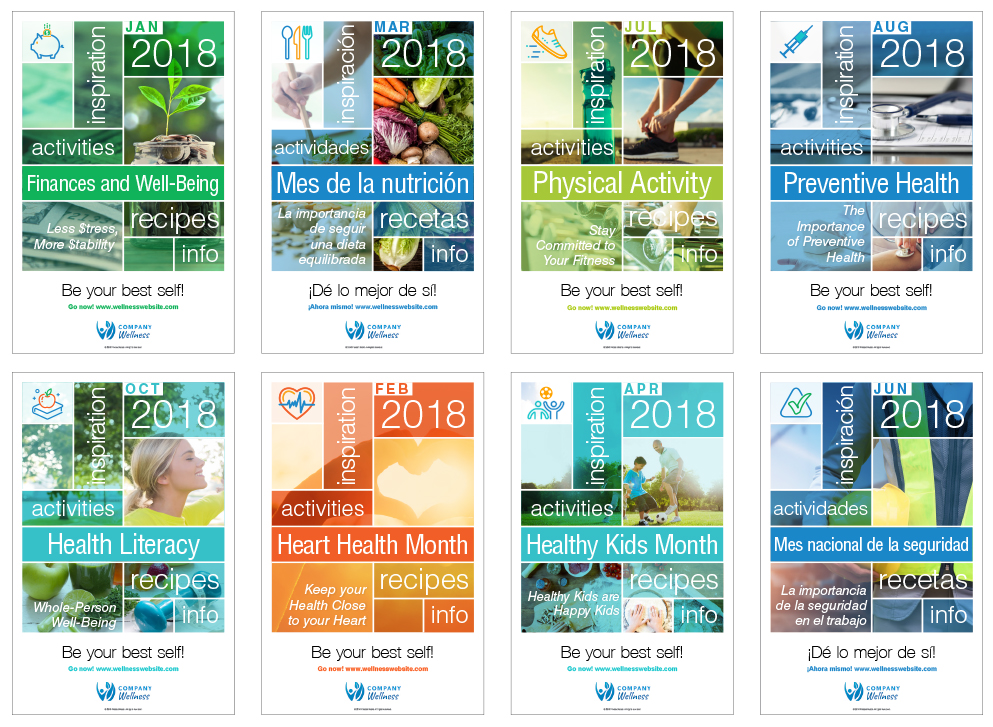 JAN
2018
inspiration
activities
Finances and Well-Being
Less $tress,
More $tability
recipes
info
Be your best self!
Go now! www.wellnesswebsite.com
COMPANY
Wellness
MAR
2018
inspiración
actividades
Mes de la nutrición
La importancia
de seguir
una dieta
equilibrada
recetas
info
¡Dé lo mejor de sí!
¡Ahora mismo! www.wellnesswebsite.com
COMPANY
Wellness
JUL
2018
inspiration
activities
Physical Activity
Stay
Committed to
Your Fitness
recipes
info
Be your best self!
Go now! www.wellnesswebsite.com
COMPANY
Wellness
AUG
2018
inspiration
activities
Preventive Health
The
Importance
of Preventive
Health
recipes
info
Be your best self!
Go now! www.wellnesswebsite.com
COMPANY
Wellness
OCT
2018
inspiration
activities
Health Literacy
Whole-Person
Well-Being
recipes
info
Be your best self!
Go now! www.wellnesswebsite.com
COMPANY
Wellness
FEB
2018
inspiration
activities
Heart Health Month
Keep your
Health Close
to your Heart
recipes
info
Be your best self!
Go now! www.wellnesswebsite.com
COMPANY
Wellness
APR
2018
inspiration
activities
Healthy Kids Month
Healthy Kids are
Happy Kids
recipes
info
Be your best self!
Go now! www.wellnesswebsite.com
COMPANY
Wellness
JUN
2018
inspiración
actividades
Mes nacional de la seguridad
La importancia
de la seguridad
en el trabajo
recetas
info
¡Dé lo mejor de sí!
¡Ahora mismo! www.wellnesswebsite.com
COMPANY
Wellness